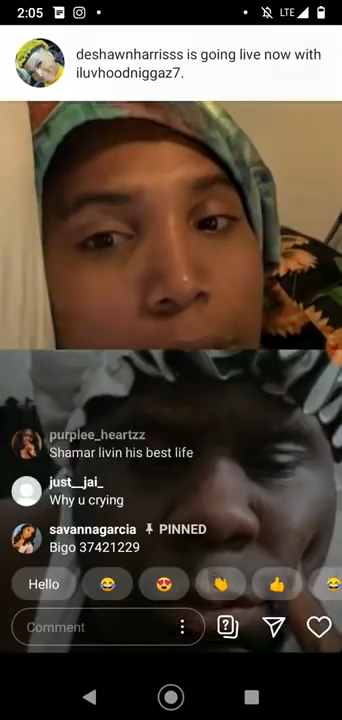 2:05
LTE
deshawnharrisss is going live now with
iluvhoodniggaz7.
purplee_heartzz
Shamar livin his best life
just__jai_
Why u crying
savannagarcia PINNED
Bigo 37421229
Hello
Comment